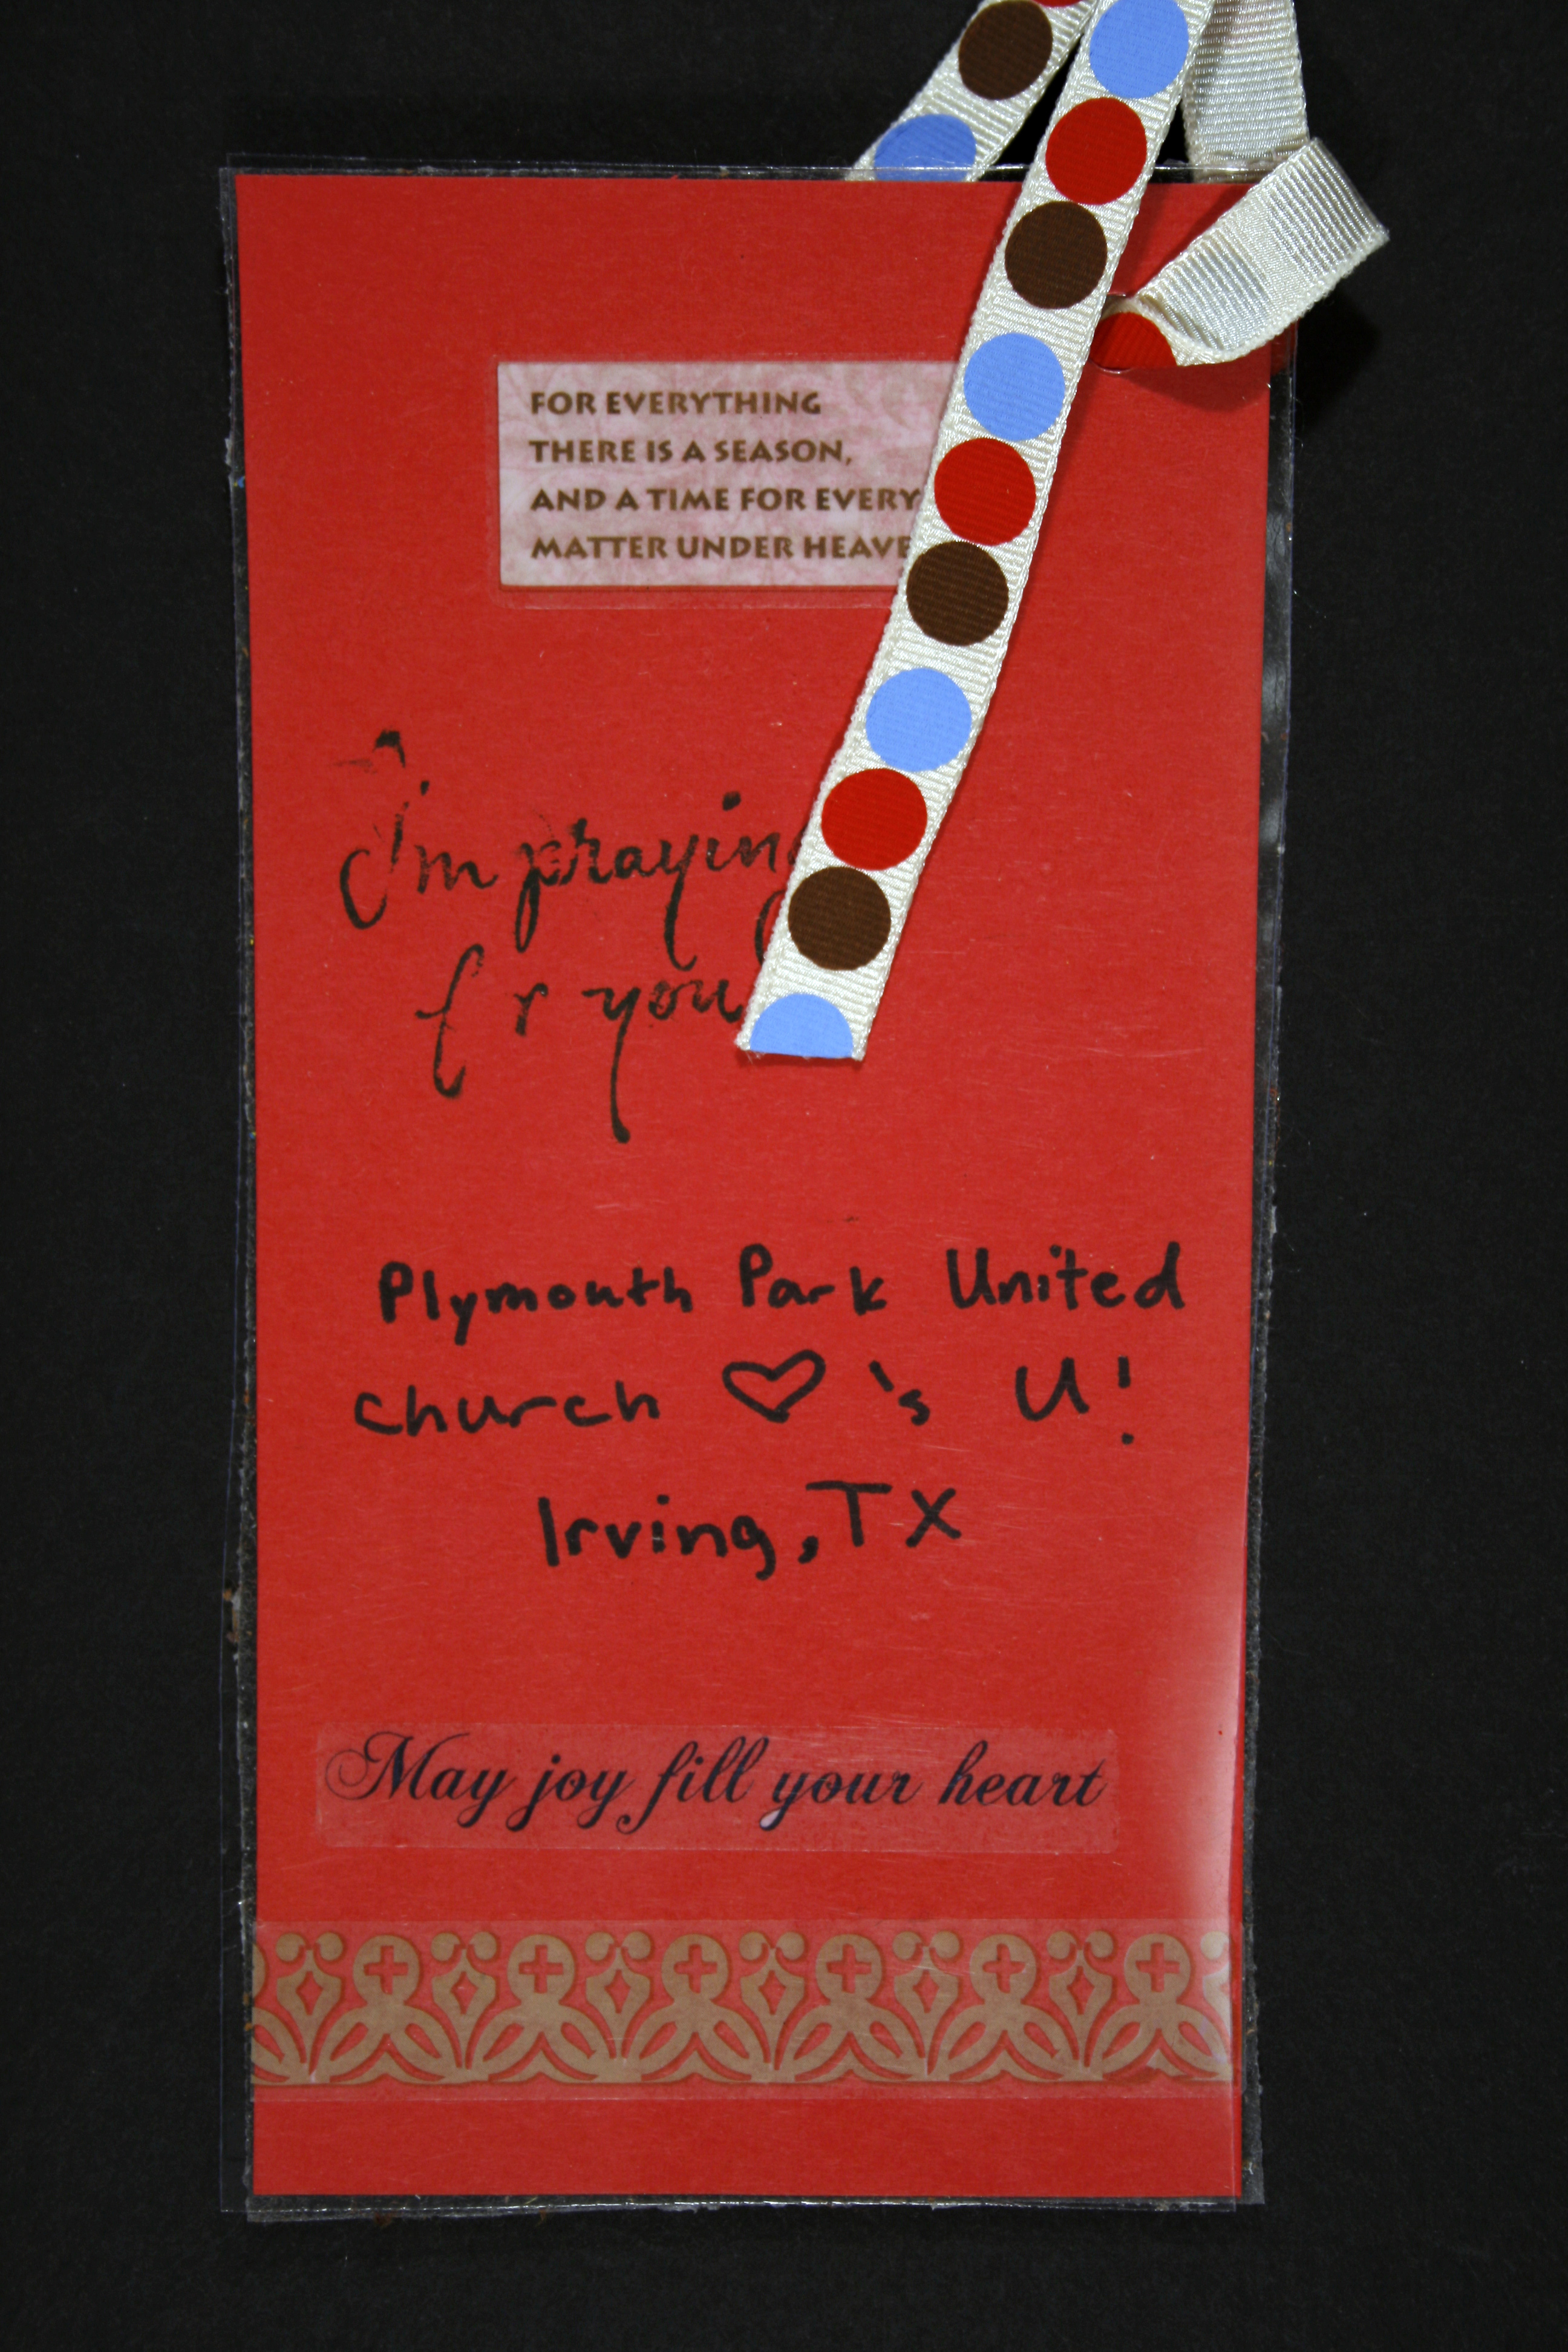 FOR EVERYTHING
THERE IS A SEASON,
AND A TIME FOR EVERY
MATTER UNDER HEAVE
I'm praying
f r you
Plymouth Park United
church ♡'s U!
Irving, TX
May joy fill your heart